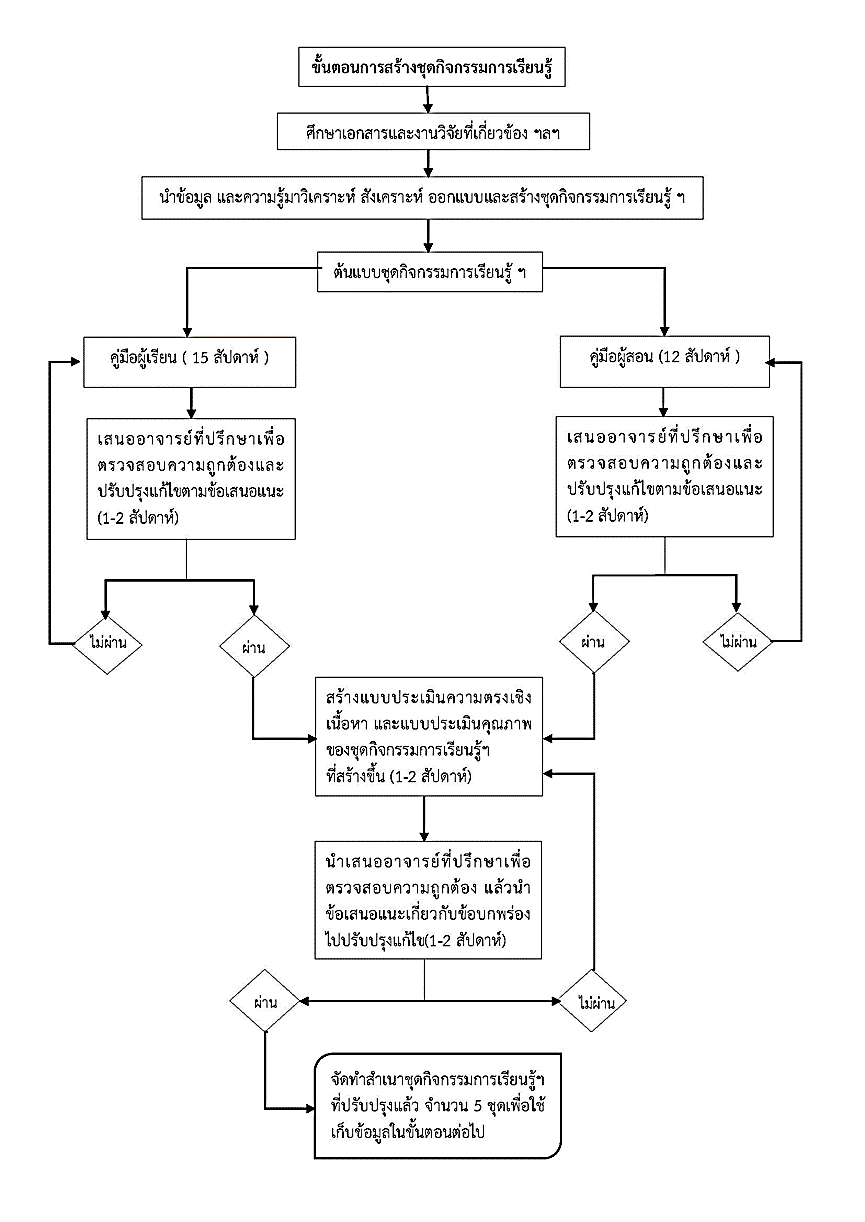 ขั้นตอนการสร้างชุดกิจกรรมการเรียนรู้
ศึกษาเอกสารและงานวิจัยที่เกี่ยวข้อง ฯลฯ
นำข้อมูล และความรู้มาวิเคราะห์ สังเคราะห์ ออกแบบและสร้างชุดกิจกรรมการเรียนรู้ ฯ
ต้นแบบชุดกิจกรรมการเรียนรู้ ฯ
คู่มือผู้เรียน ( 15 สัปดาห์ )
เสนออาจารย์ที่ปรึกษาเพื่อ
ตรวจสอบความถูกต้องและ
ปรับปรุงแก้ไขตามข้อเสนอแนะ
(1-2 สัปดาห์)
ไม่ผ่าน
ผ่าน
คู่มือผู้สอน (12 สัปดาห์ )
เสนออาจารย์ที่ปรึกษาเพื่อ
ตรวจสอบความถูกต้องและ
ปรับปรุงแก้ไขตามข้อเสนอแนะ
(1-2 สัปดาห์)
ผ่าน
ไม่ผ่าน
สร้างแบบประเมินความตรงเชิง
เนื้อหา และแบบประเมินคุณภาพ
ของชุดกิจกรรมการเรียนรู้ฯ
ที่สร้างขึ้น (1-2 สัปดาห์)
นำเสนออาจารย์ที่ปรึกษาเพื่อ
ตรวจสอบความถูกต้อง แล้วนำ
ข้อเสนอแนะเกี่ยวกับข้อบกพร่อง
ไปปรับปรุงแก้ไข(1-2 สัปดาห์)
ผ่าน
ไม่ผ่าน
จัดทำสำเนาชุดกิจกรรมการเรียนรู้ฯ
ที่ปรับปรุงแล้ว จำนวน 5 ชุดเพื่อใช้
เก็บข้อมูลในขั้นตอนต่อไป